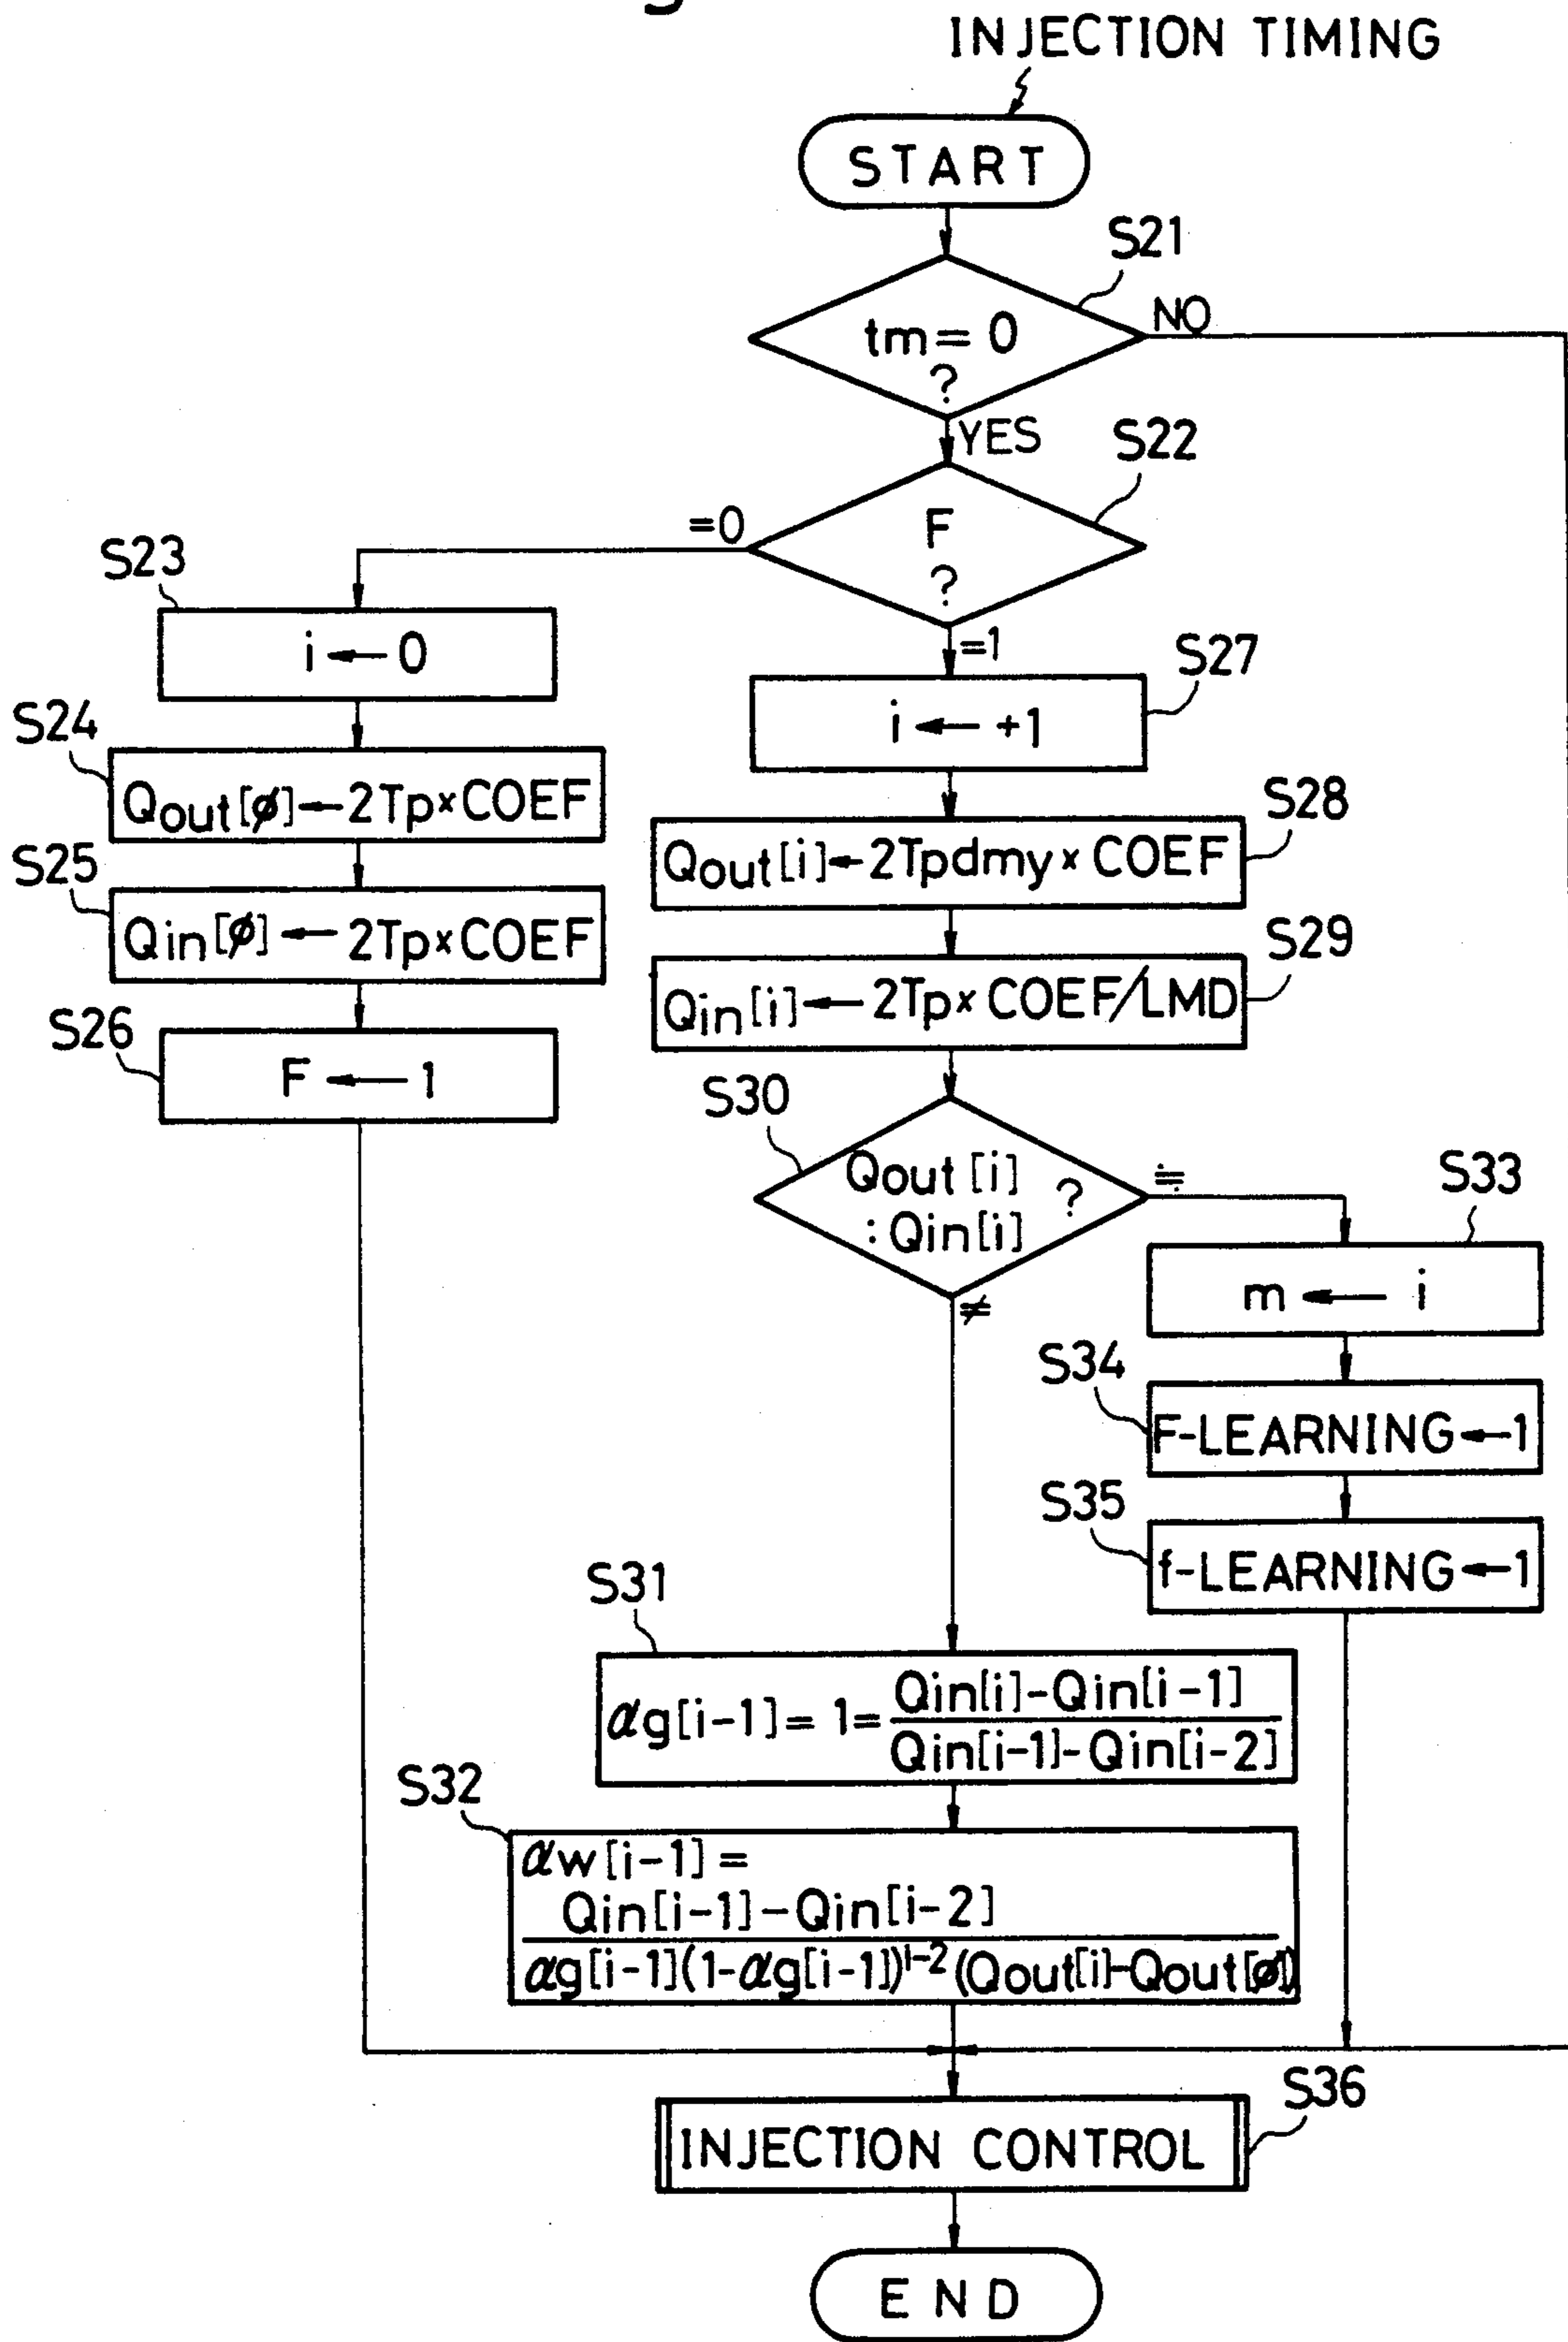 INJECTION TIMING
START
S21
tm = 0
?
NO
YES
S22
F
?
=0
=1
S23
i ← 0
S24
Qout[ø] ← 2Tp×COEF
S25
Qin[ø] ← 2Tp×COEF
S26
F ← 1
S27
i ← +1
S28
Qout[i] ← 2Tpdmy × COEF
S29
Qin[i] ← 2Tp× COEF/LMD
S30
Qout[i]
:Qin[i]
?
≒
≠
S33
m ← i
S34
F-LEARNING ← 1
S35
f-LEARNING ← 1
S31
αg[i-1] = 1 = Qin[i]-Qin[i-1]
Qin[i-1]-Qin[i-2]
S32
αw[i-1] =
Qin[i-1]-Qin[i-2]
αg[i-1](1-αg[i-1])^i-2 (Qout[i]-Qout[ø])
S36
INJECTION CONTROL
END